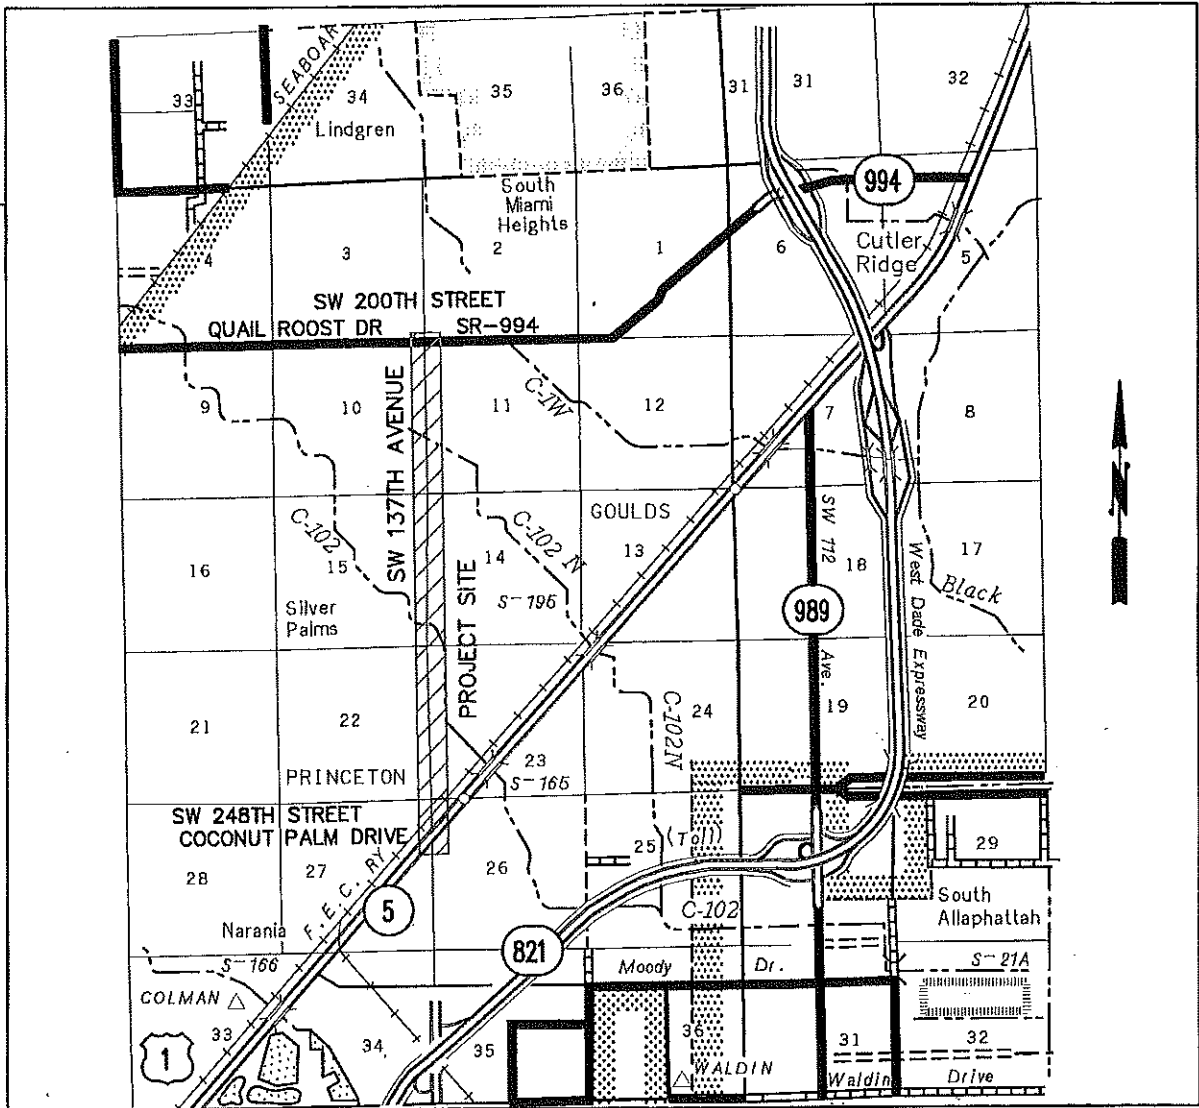 SEABOAR
33
34
35
36
31
31
32
Lindgren
South
Miami
Heights
994
Cutler
Ridge
4
3
2
1
6
5
SW 200TH STREET
QUAIL ROOST DR
SR-994
SW 137TH AVENUE
PROJECT SITE
9
10
11
12
7
8
C-1W
C-102
C-102 N
GOULDS
16
15
14
13
18
17
S-195
SW 112
Ave.
989
West Dade Expressway
Black
Silver
Palms
N
21
22
23
24
19
20
C-102N
PRINCETON
S-165
SW 248TH STREET
COCONUT PALM DRIVE
28
27
26
25
(Toll)
29
F.E.C. RY
5
Narania
South
Allaphattah
C-102
821
S-166
Moody
Dr.
S-21A
COLMAN
33
34
35
36
31
32
1
WALDIN
Waldin
Drive